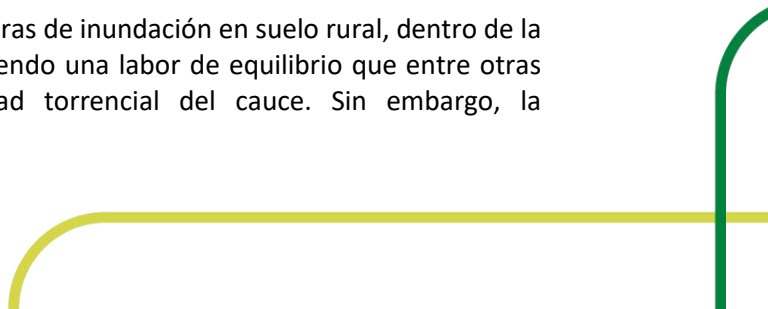 ras de inundación en suelo rural, dentro de la
endo una labor de equilibrio que entre otras
ad torrencial del cauce. Sin embargo, la